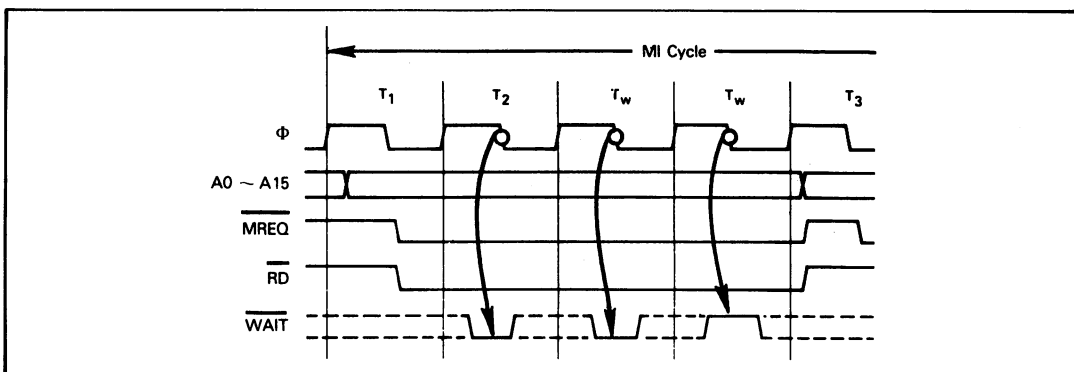 MI Cycle
T1 T2 Tw Tw T3
Φ
A0 ~ A15
MREQ
RD
WAIT